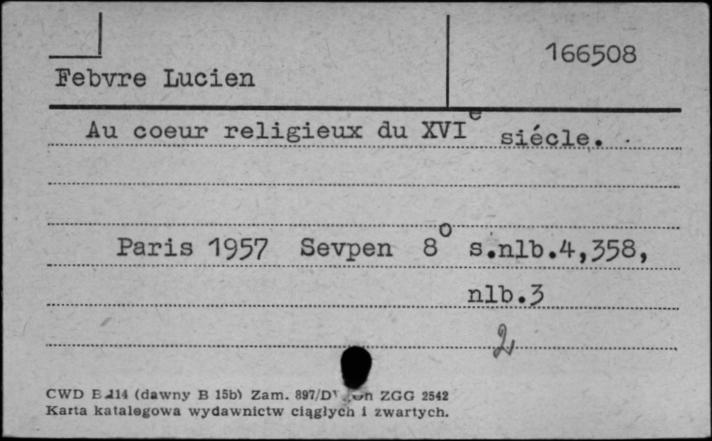 166508
Febvre Lucien
Au coeur religieux du XVIe siécle.
Paris 1957 Sevpen 8o s.nlb.4,358,
nlb.3
2
CWD B 114 (dawny B 15b) Zam. 897/D ZGG 2542
Karta katalogowa wydawnictw ciągłych i zwartych.